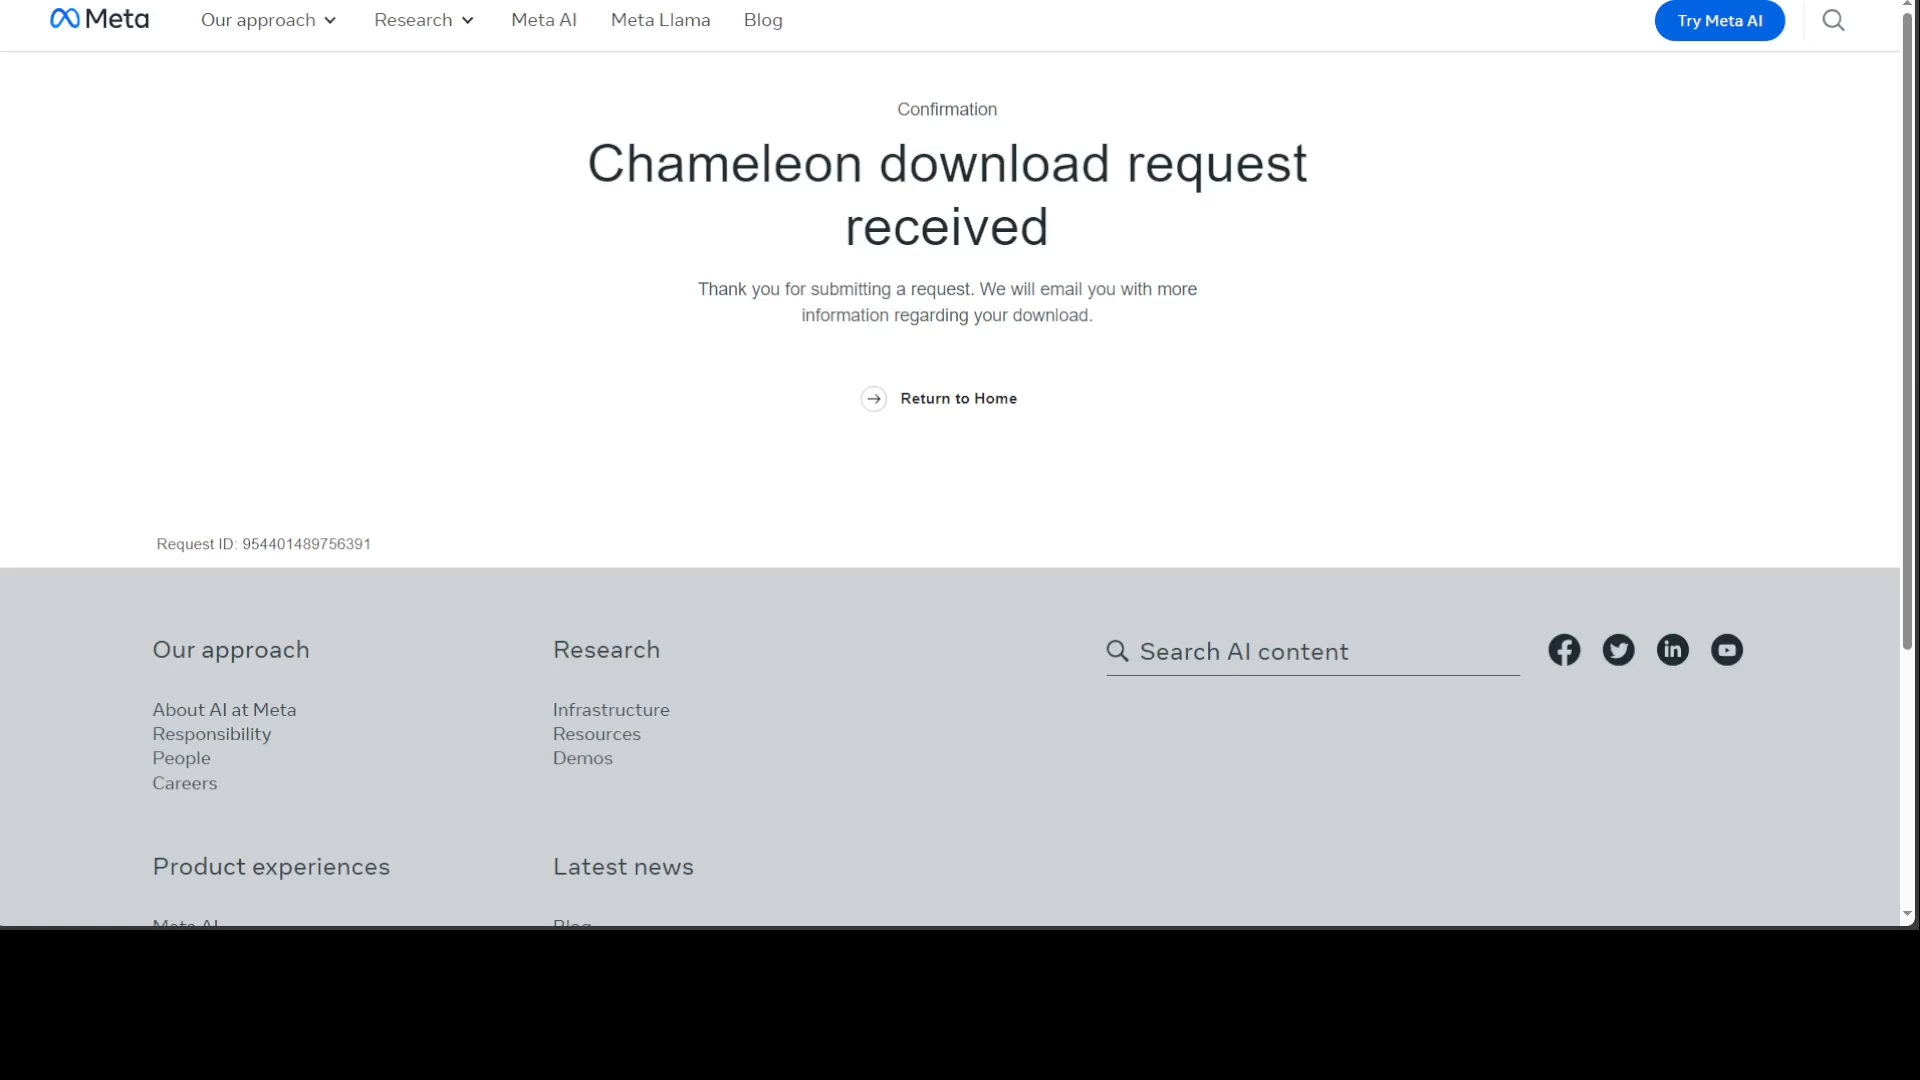 Meta
Our approach
Research
Meta AI
Meta Llama
Blog
Try Meta AI
Confirmation
Chameleon download request
received
Thank you for submitting a request. We will email you with more
information regarding your download.
Return to Home
Request ID: 954401489756391
Our approach
Research
Search AI content
About AI at Meta
Infrastructure
Responsibility
Resources
People
Demos
Careers
Product experiences
Latest news
Meta AI
Blog